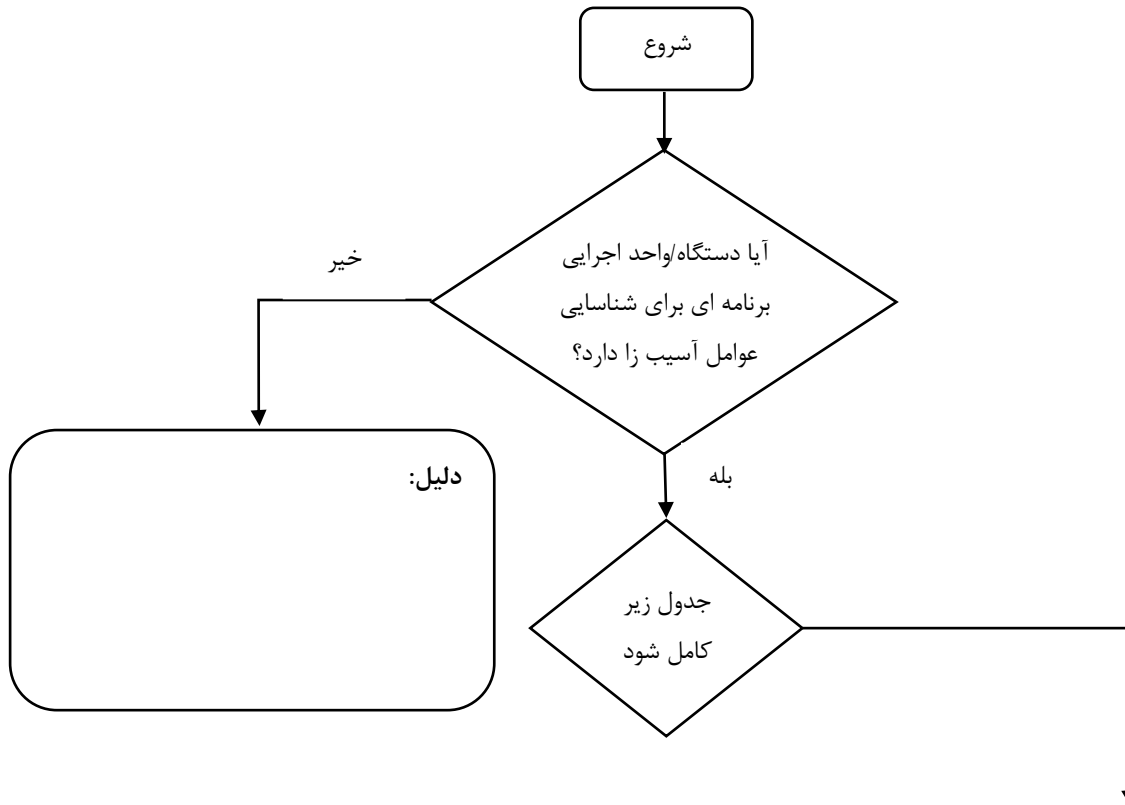 شروع
آیا دستگاه/واحد اجرایی
برنامه ای برای شناسایی
عوامل آسیب زا دارد؟
خیر
بله
دلیل:
جدول زیر
کامل شود